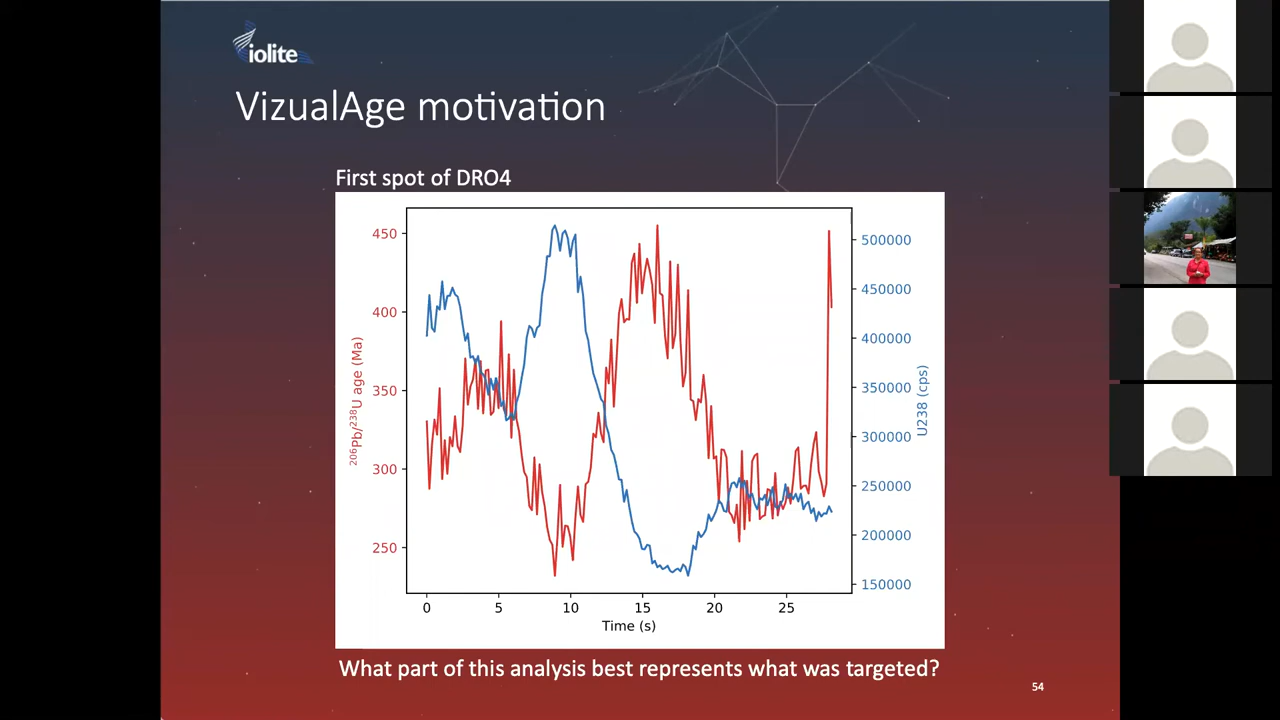 iolite
VizualAge motivation
First spot of DRO4
450
400
350
300
250
²⁰⁶Pb/²³⁸U age (Ma)
500000
450000
400000
350000
300000
250000
200000
150000
U238 (cps)
0 5 10 15 20 25
Time (s)
What part of this analysis best represents what was targeted?
54